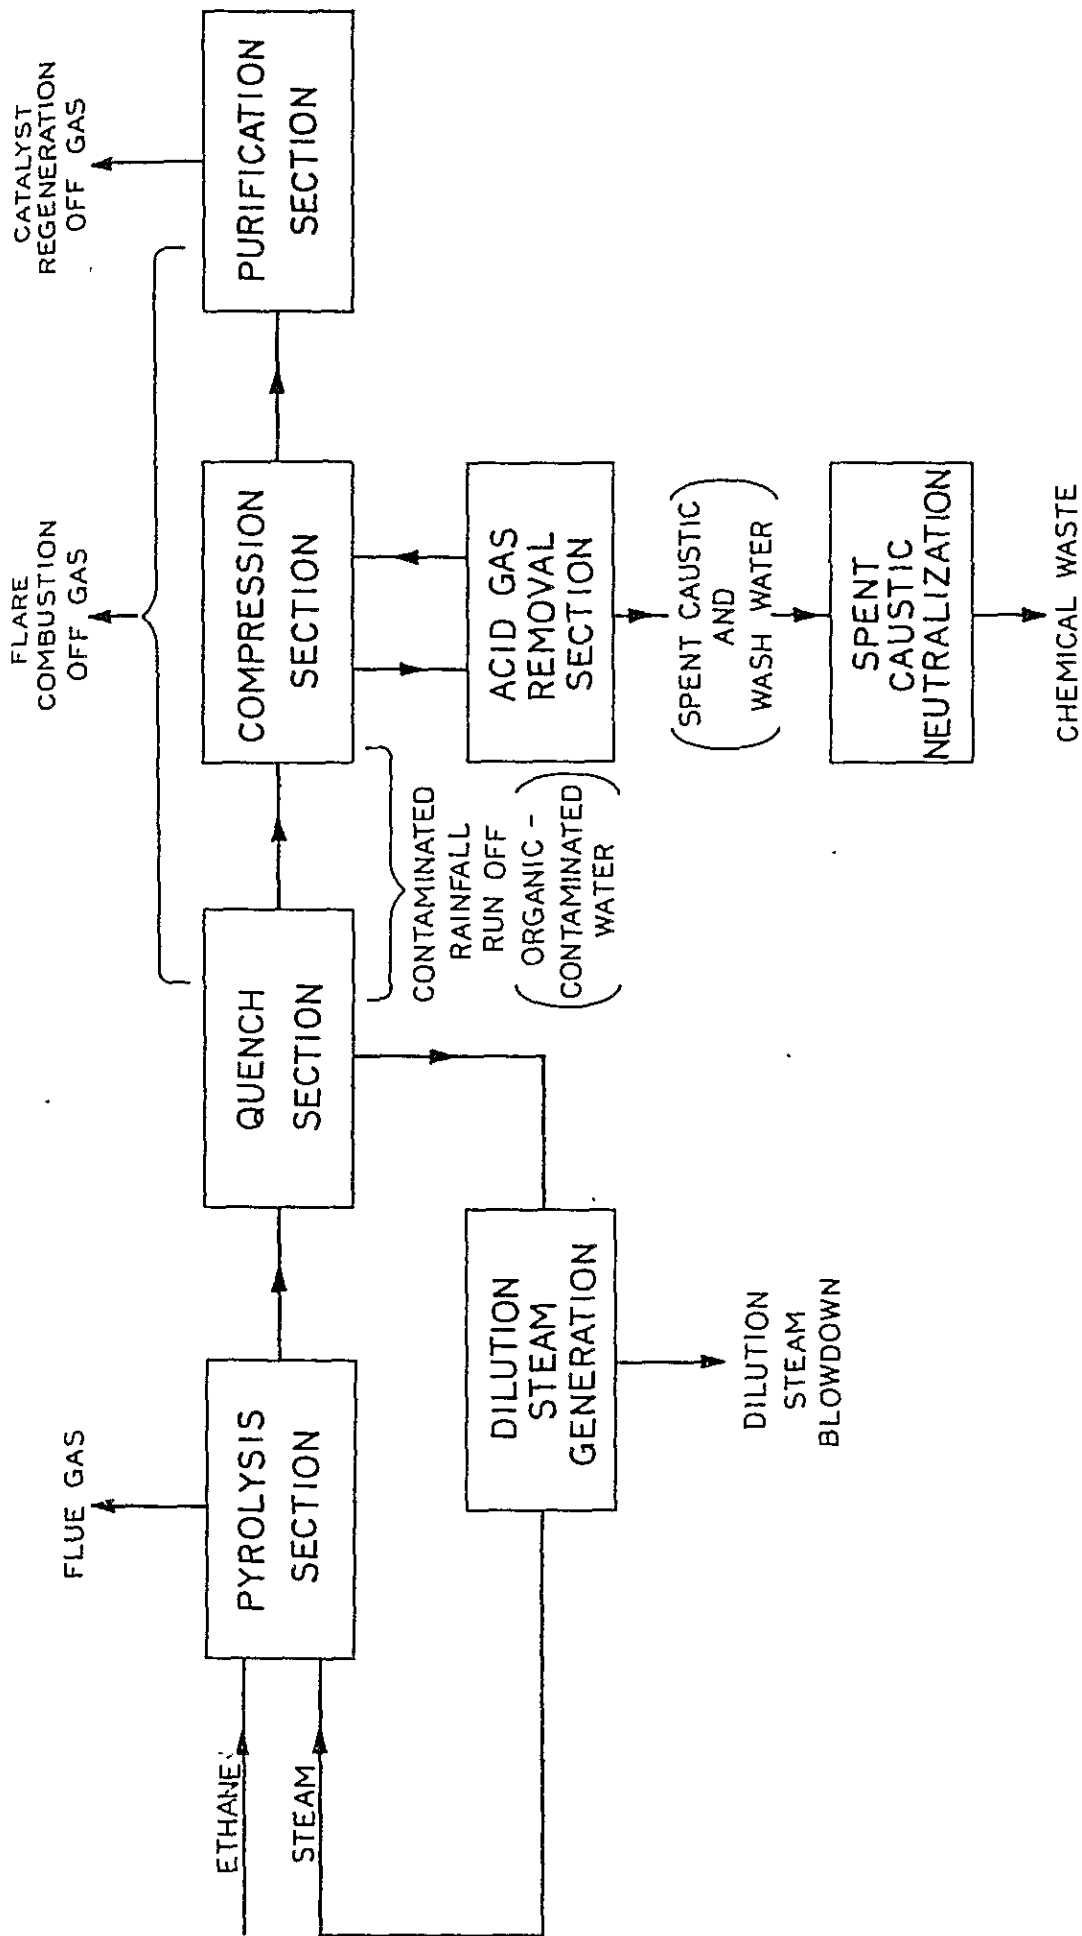 FLUE GAS
FLARE
COMBUSTION
OFF GAS
CATALYST
REGENERATION
OFF GAS
ETHANE
STEAM
PYROLYSIS
SECTION
QUENCH
SECTION
COMPRESSION
SECTION
PURIFICATION
SECTION
CONTAMINATED
RAINFALL
RUN OFF
(ORGANIC -
CONTAMINATED
WATER)
DILUTION
STEAM
GENERATION
ACID GAS
REMOVAL
SECTION
DILUTION
STEAM
BLOWDOWN
(SPENT CAUSTIC
AND
WASH WATER)
SPENT
CAUSTIC
NEUTRALIZATION
CHEMICAL WASTE